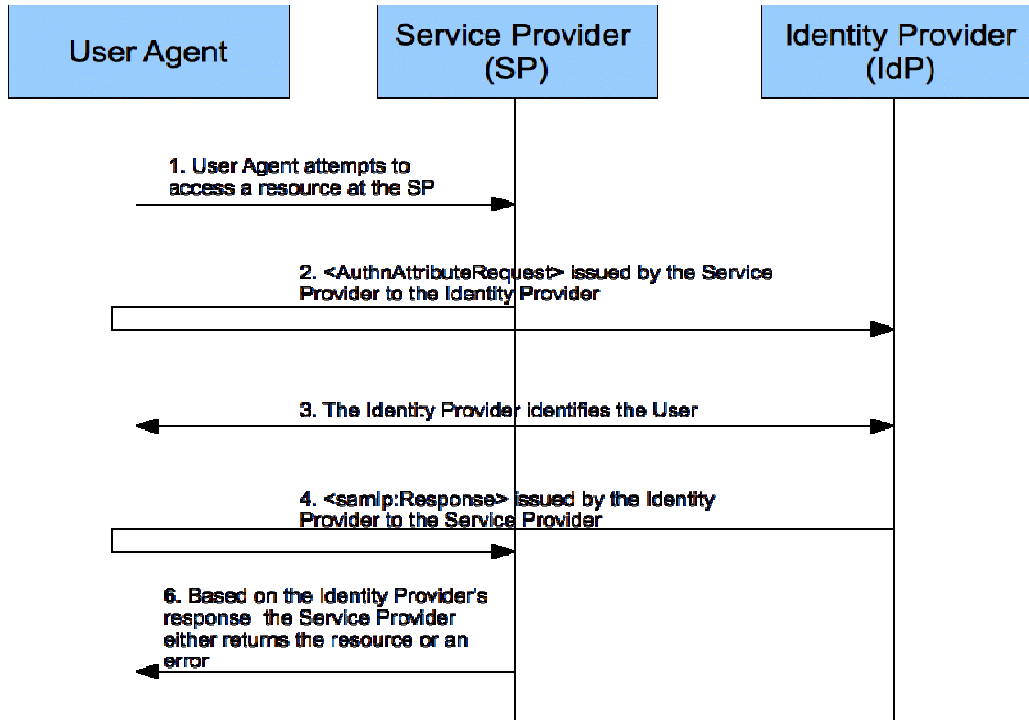 User Agent
Service Provider
(SP)
Identity Provider
(IdP)
1. User Agent attempts to
access a resource at the SP
2. <AuthnAttributeRequest> issued by the Service
Provider to the Identity Provider
3. The Identity Provider identifies the User
4. <samlp:Response> issued by the Identity
Provider to the Service Provider
6. Based on the Identity Provider's
response the Service Provider
either returns the resource or an
error